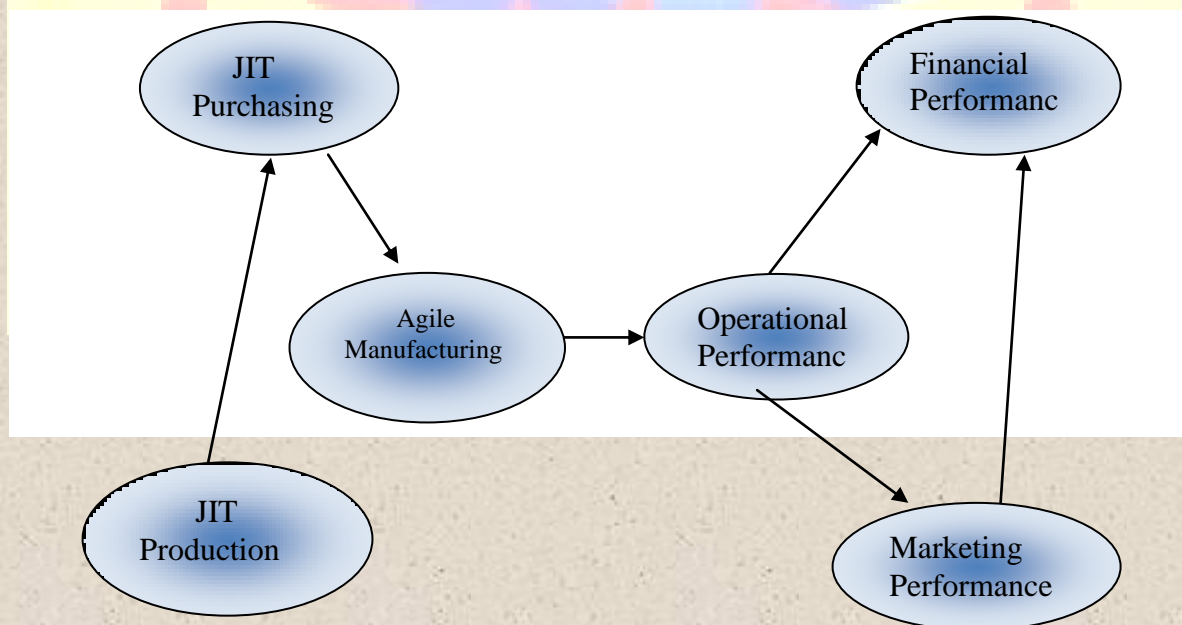 JIT
Purchasing
Financial
Performanc
Agile
Manufacturing
Operational
Performanc
JIT
Production
Marketing
Performance